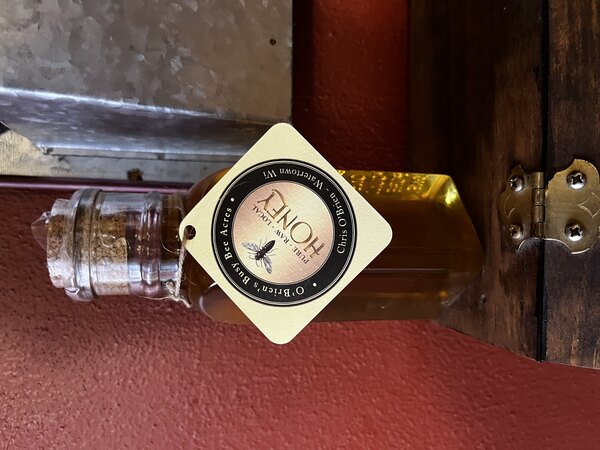 • O'Brien's Busy Bee Acres •
PURE - RAW - LOCAL
HONEY
Chris O'Brien - Watertown WI